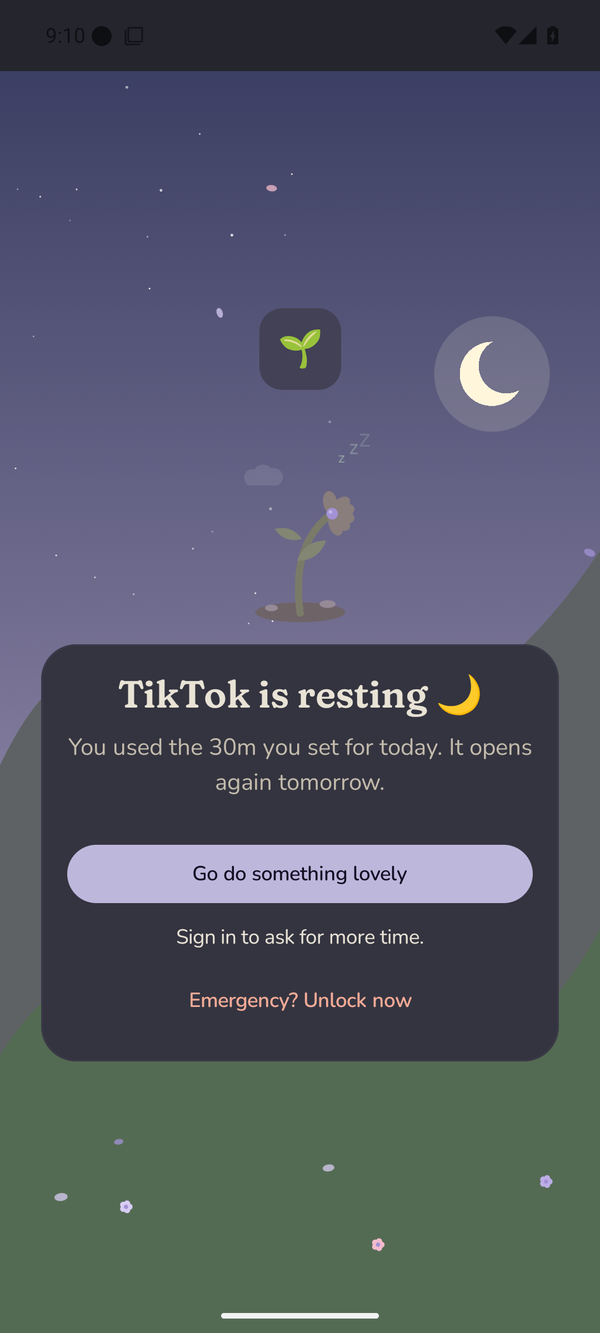 9:10
z z Z
TikTok is resting 🌙
You used the 30m you set for today. It opens
again tomorrow.
Go do something lovely
Sign in to ask for more time.
Emergency? Unlock now